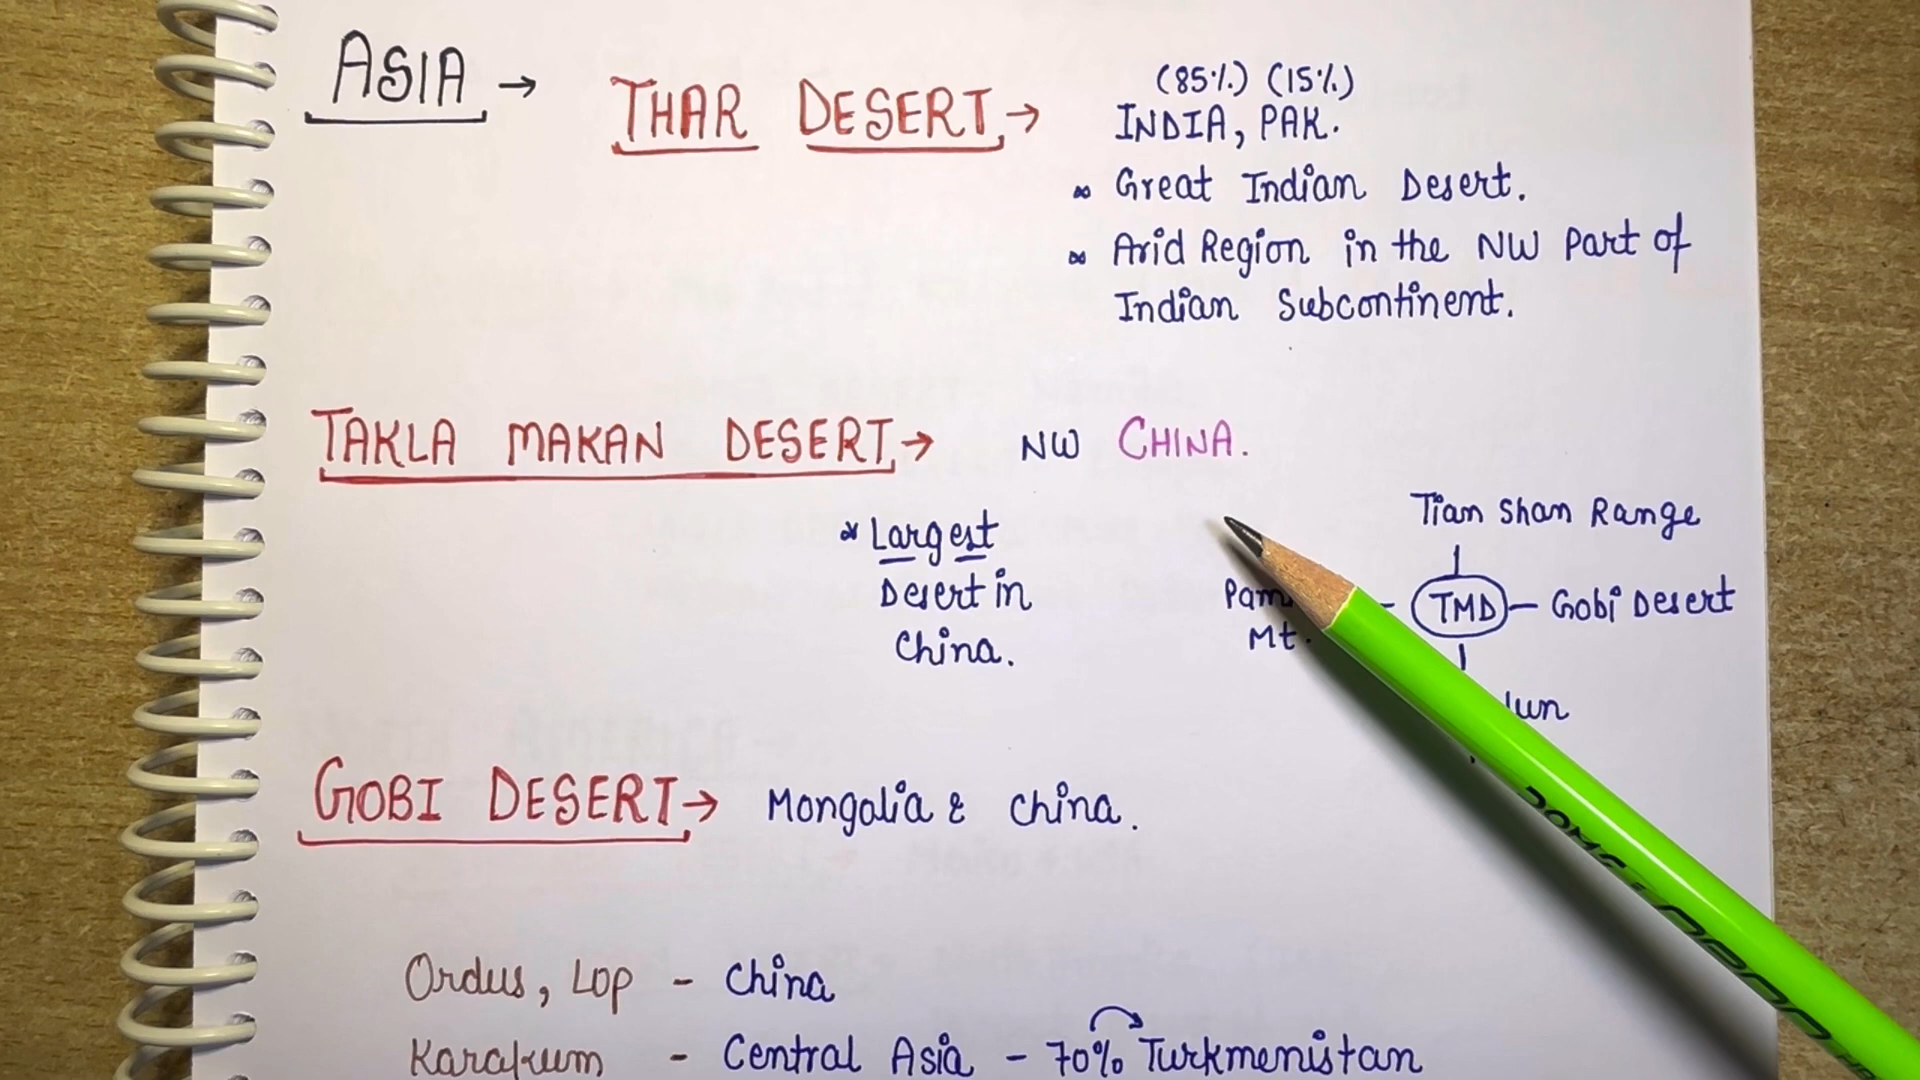 ASIA →
THAR DESERT →
(85%) (15%)
INDIA, PAK.
Great Indian Desert.
Arid Region in the NW Part of
Indian Subcontinent.
TAKLA MAKAN DESERT →
NW CHINA.
* Largest
Desert in
China.
Tian Shan Range
Mt.
TMD
Gobi Desert
GOBI DESERT → Mongolia & China.
Ordus, Lop - China
Karakum - Central Asia - 70% Turkmenistan